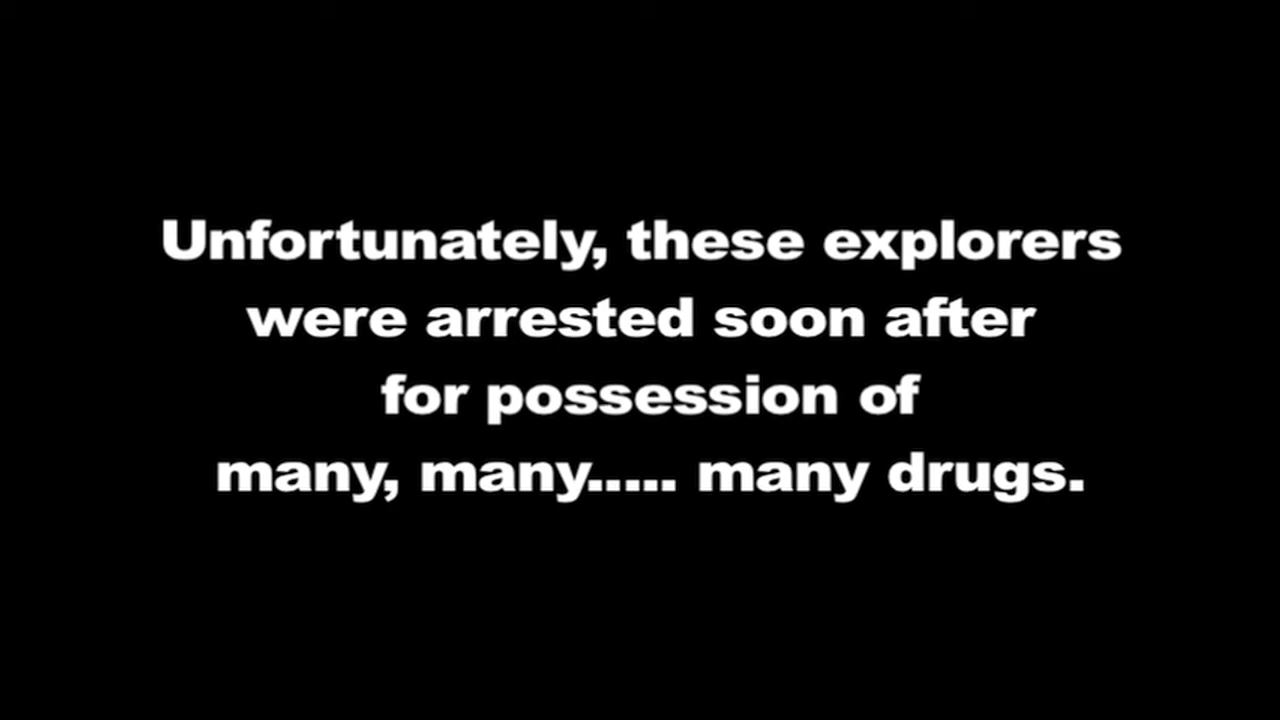 Unfortunately, these explorers
were arrested soon after
for possession of
many, many..... many drugs.